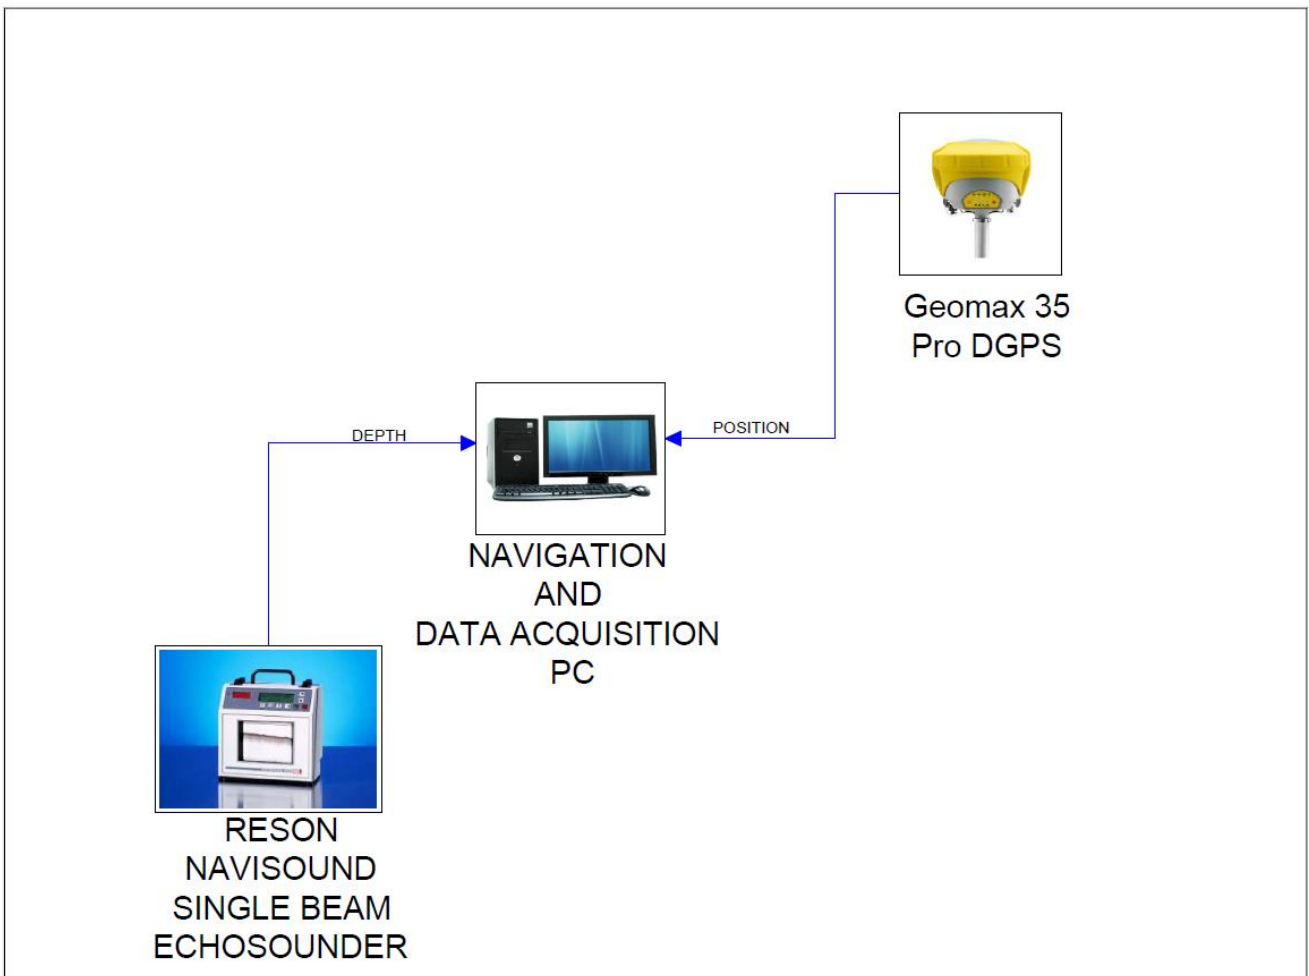 Geomax 35
Pro DGPS
DEPTH
POSITION
NAVIGATION
AND
DATA ACQUISITION
PC
RESON
NAVISOUND
SINGLE BEAM
ECHOSOUNDER